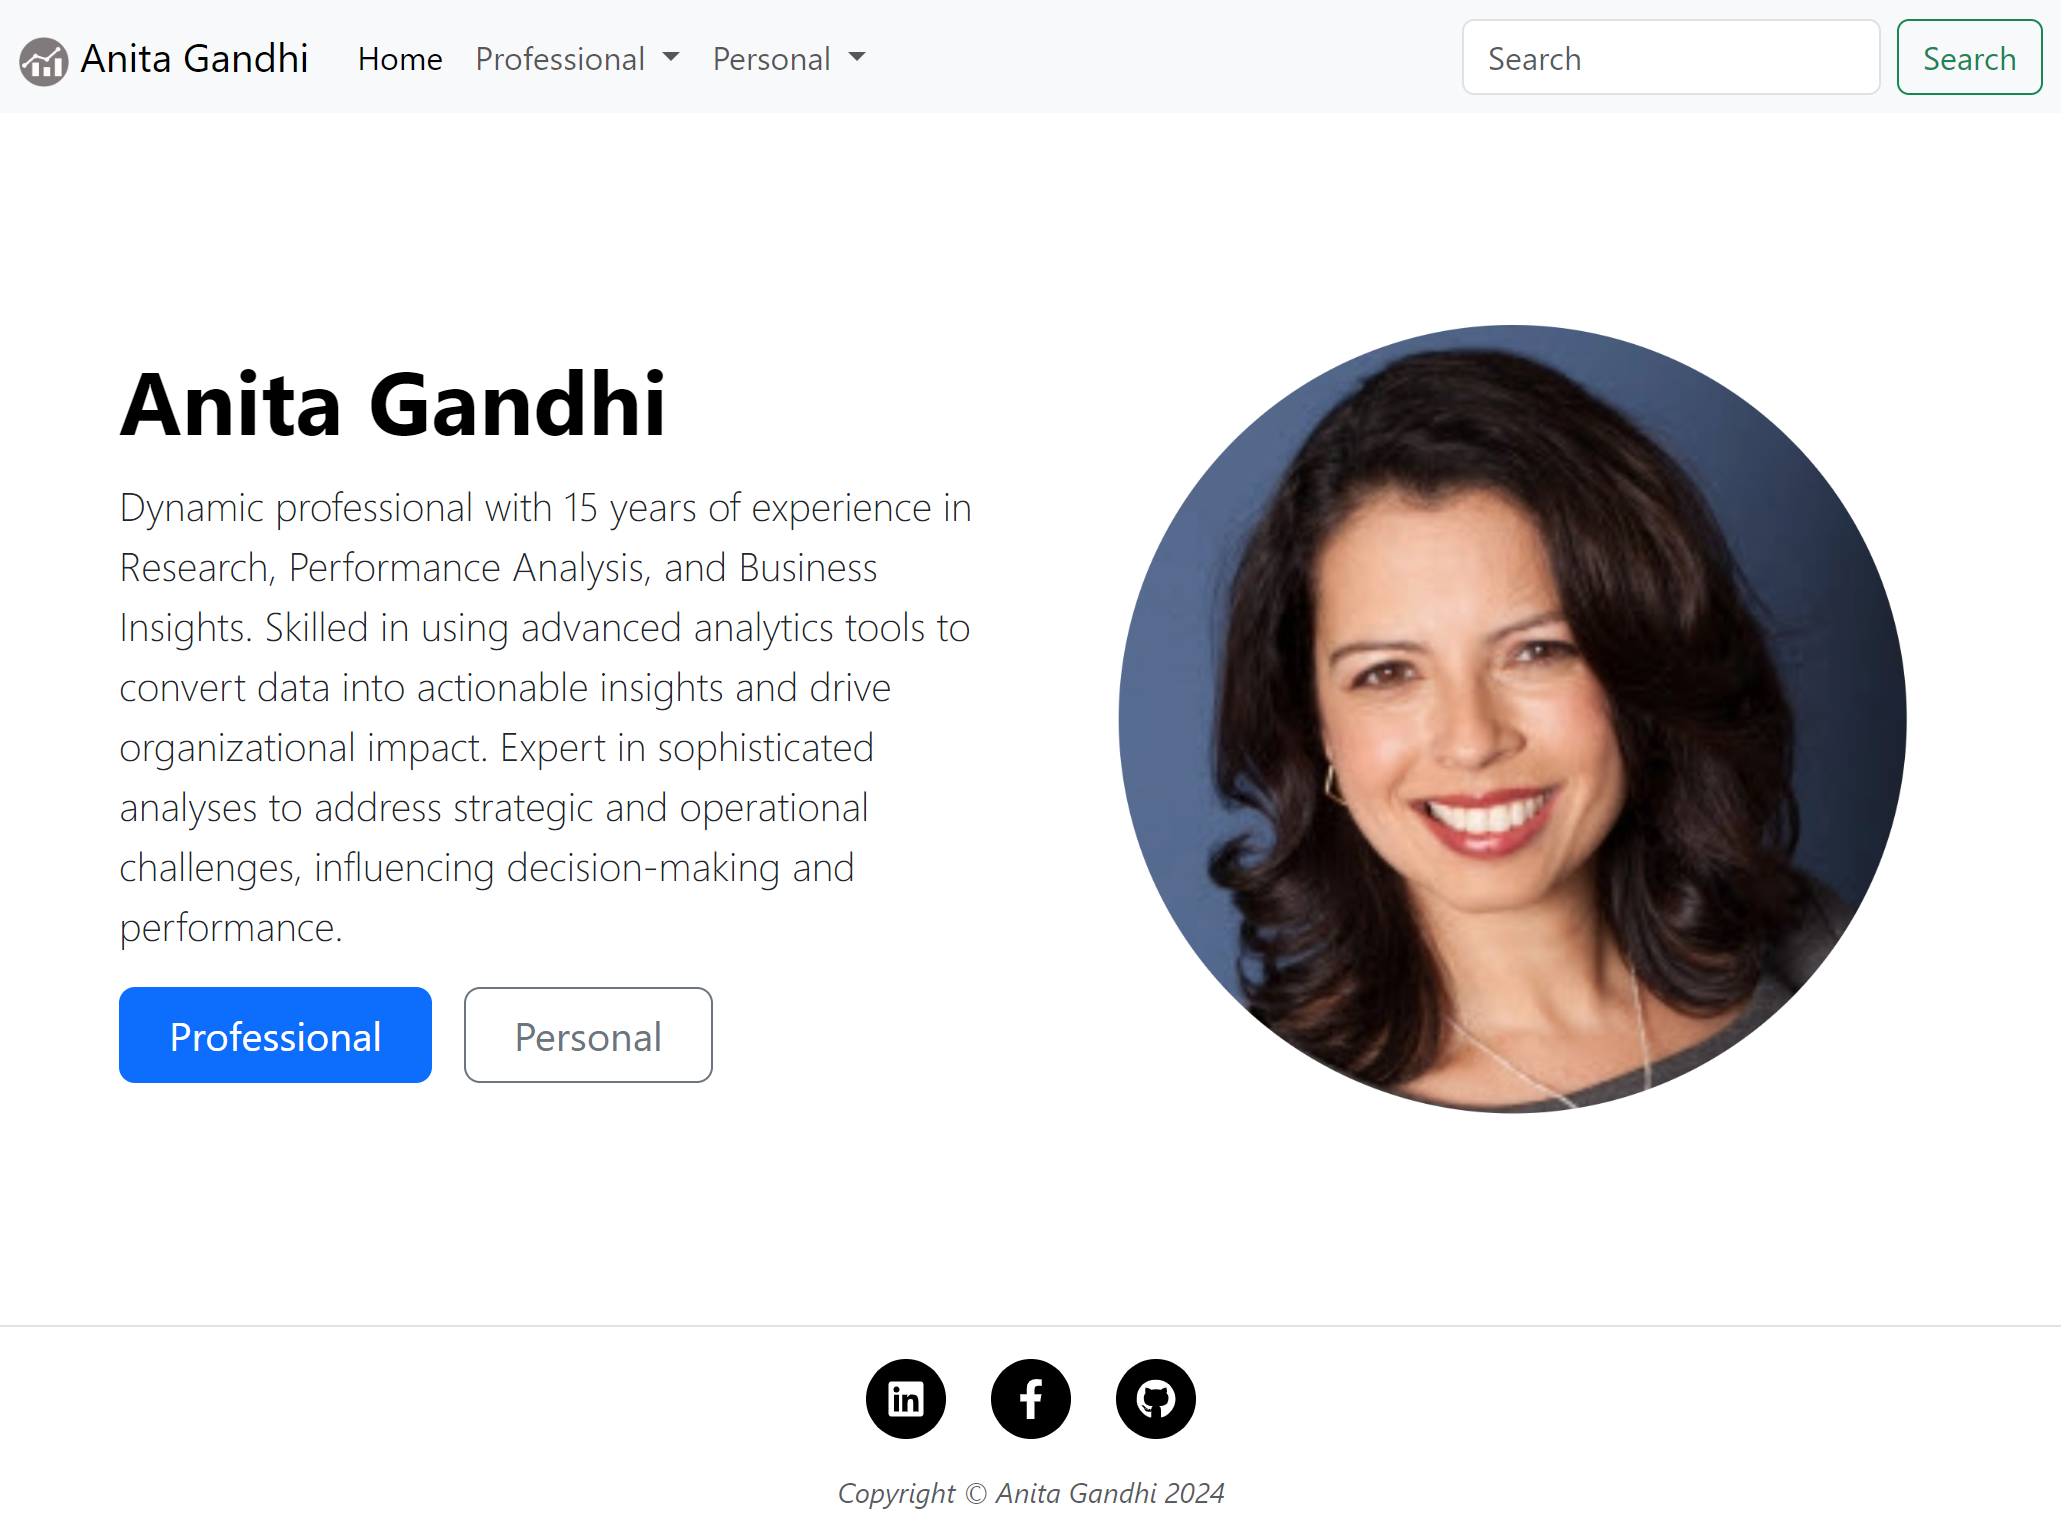 Anita Gandhi Home Professional Personal Search Search
Anita Gandhi
Dynamic professional with 15 years of experience in
Research, Performance Analysis, and Business
Insights. Skilled in using advanced analytics tools to
convert data into actionable insights and drive
organizational impact. Expert in sophisticated
analyses to address strategic and operational
challenges, influencing decision-making and
performance.
Professional Personal
in f
Copyright © Anita Gandhi 2024